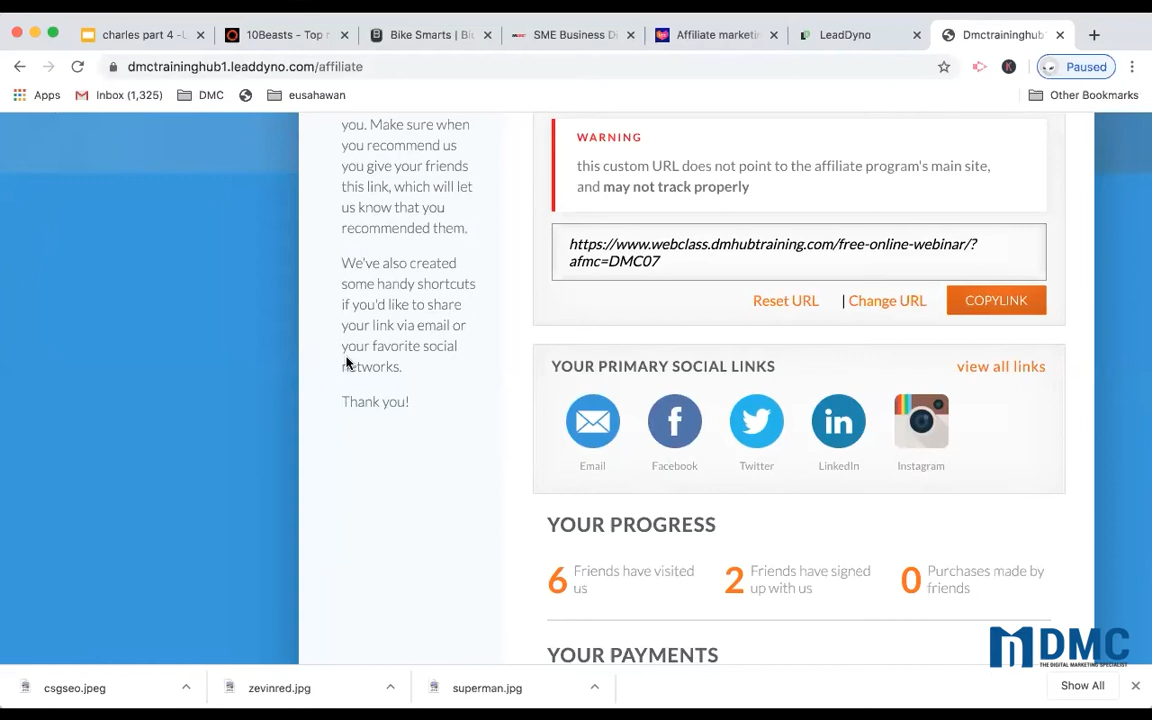 charles part 4 -
10Beasts - Top
Bike Smarts |
SME Business
Affiliate marketin
LeadDyno
Dmctraininghub
dmctraininghub1.leaddyno.com/affiliate
Paused
Apps
Inbox (1,325)
DMC
eusahawan
Other Bookmarks
you. Make sure when
you recommend us
you give your friends
this link, which will let
us know that you
recommended them.
We've also created
some handy shortcuts
if you'd like to share
your link via email or
your favorite social
networks.
Thank you!
WARNING
this custom URL does not point to the affiliate program's main site,
and may not track properly
https://www.webclass.dmhubtraining.com/free-online-webinar/?
afmc=DMC07
Reset URL | Change URL COPYLINK
YOUR PRIMARY SOCIAL LINKS view all links
Email Facebook Twitter LinkedIn Instagram
YOUR PROGRESS
6 Friends have visited
us
2 Friends have signed
up with us
0 Purchases made by
friends
YOUR PAYMENTS
DMC
THE DIGITAL MARKETING SPECIALIST
csgseo.jpeg
zevinred.jpg
superman.jpg
Show All